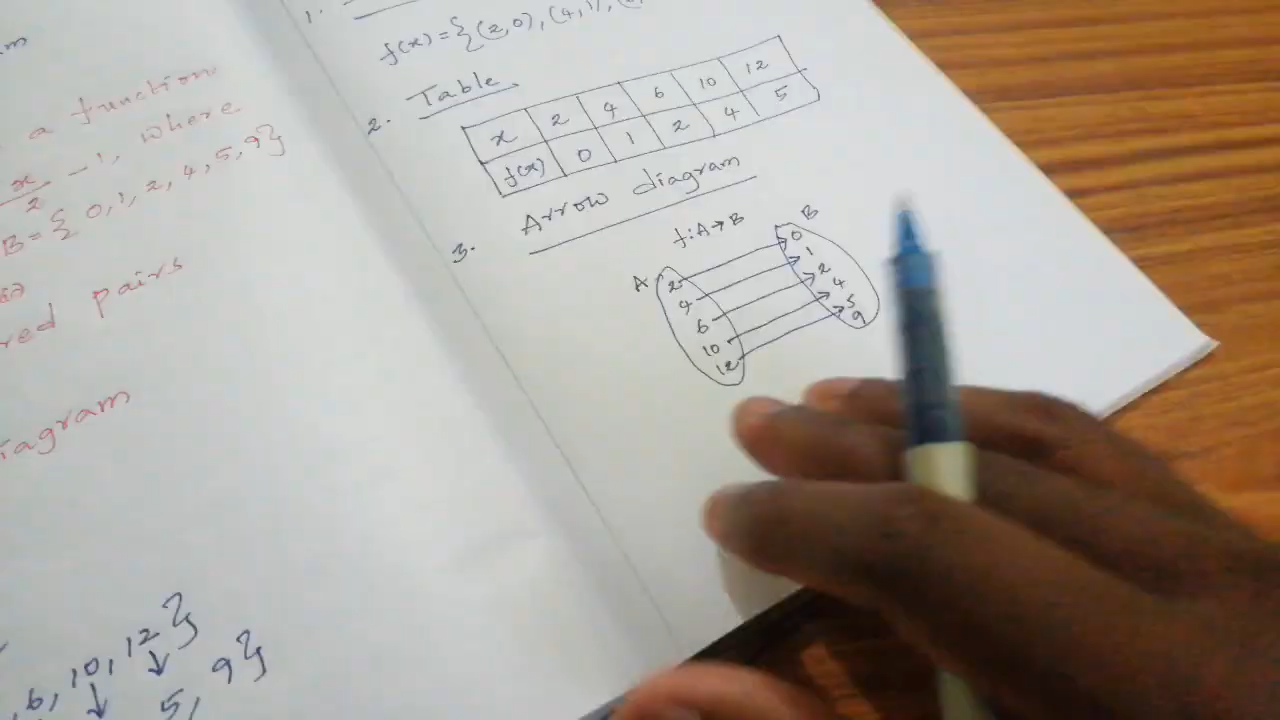 a function
x/2 - 1, where
B = { 0, 1, 2, 4, 5, 9}
pairs
6, 10, 12 }
↓ ↓
5, 9}
1.
f(x) = { (2, 0), (4, 1),
2. Table
x 2 4 6 10 12
f(x) 0 1 2 4 5
3. Arrow diagram
f: A → B
A B
2 0
4 1
6 2
10 4
12 5
9